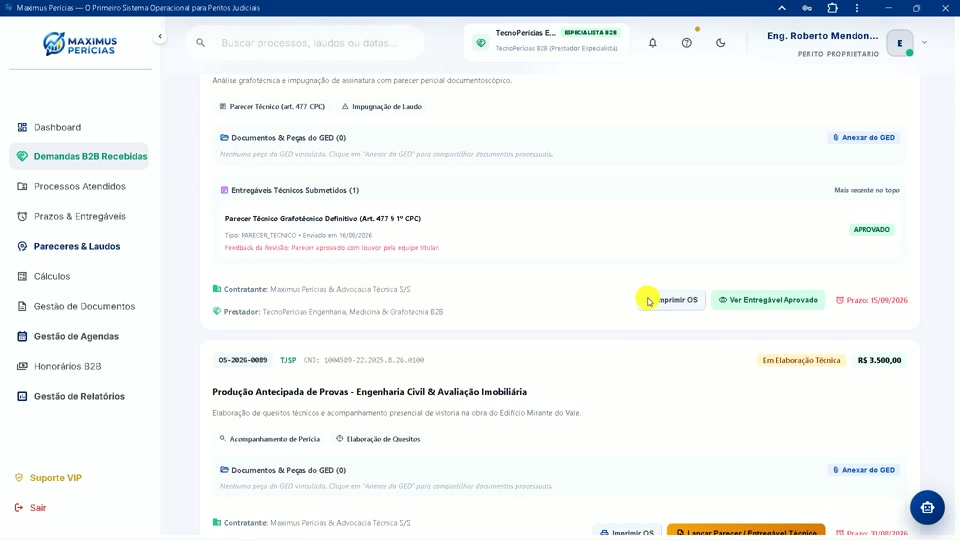 Maximus Perícias — O Primeiro Sistema Operacional para Peritos Judiciais
MAXIMUS
PERÍCIAS
Buscar processos, laudos ou datas...
TecnoPerícias E... ESPECIALISTA B2B
TecnoPerícias B2B (Prestador Especialista)
Eng. Roberto Mendon...
PERITO PROPRIETARIO
E
Dashboard
Demandas B2B Recebidas
Processos Atendidos
Prazos & Entregáveis
Pareceres & Laudos
Cálculos
Gestão de Documentos
Gestão de Agendas
Honorários B2B
Gestão de Relatórios
Suporte VIP
Sair
Análise grafotécnica e impugnação de assinatura com parecer pericial documentoscópico.
Parecer Técnico (art. 477 CPC) Impugnação de Laudo
Documentos & Peças do GED (0) Anexar do GED
Nenhuma peça do GED vinculada. Clique em "Anexar do GED" para compartilhar documentos processuais.
Entregáveis Técnicos Submetidos (1) Mais recente no topo
Parecer Técnico Grafotécnico Definitivo (Art. 477 § 1º CPC)
Tipo: PARECER_TECNICO • Enviado em 16/08/2026
APROVADO
Feedback da Revisão: Parecer aprovado com louvor pela equipe titular.
Contratante: Maximus Perícias & Advocacia Técnica S/S
Prestador: TecnoPerícias Engenharia, Medicina & Grafotecnia B2B
Imprimir OS Ver Entregável Aprovado Prazo: 15/09/2026
OS-2026-0089 TJSP CNJ: 1004589-22.2025.8.26.0100 Em Elaboração Técnica R$ 3.500,00
Produção Antecipada de Provas - Engenharia Civil & Avaliação Imobiliária
Elaboração de quesitos técnicos e acompanhamento presencial de vistoria na obra do Edifício Mirante do Vale.
Acompanhamento de Perícia Elaboração de Quesitos
Documentos & Peças do GED (0) Anexar do GED
Nenhuma peça do GED vinculada. Clique em "Anexar do GED" para compartilhar documentos processuais.
Contratante: Maximus Perícias & Advocacia Técnica S/S
Imprimir OS Lançar Parecer / Entregável Técnico Prazo: 31/08/2026